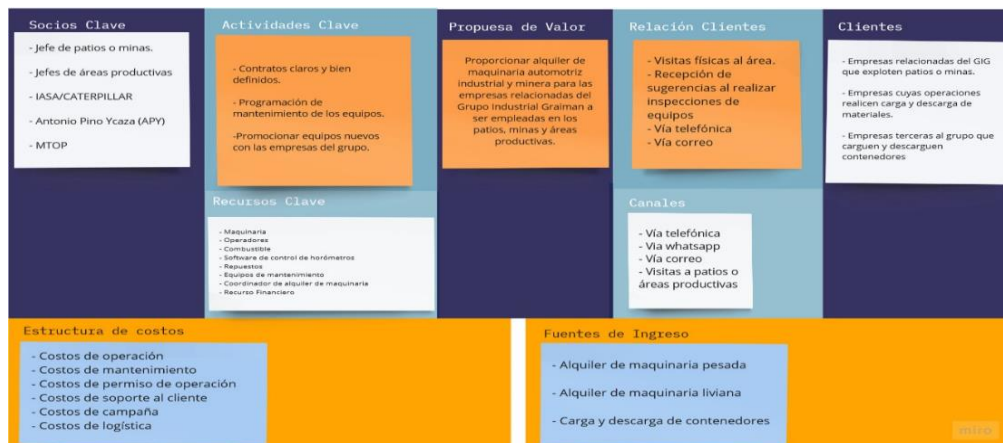 Socios Clave
- Jefe de patios o minas.
- Jefes de áreas productivas
- IASA/CATERPILLAR
- Antonio Pino Ycaza (APY)
- MTOP
Actividades Clave
- Contratos claros y bien
definidos.
- Programación de
mantenimiento de los equipos.
-Promocionar equipos nuevos
con las empresas del grupo.
Recursos Clave
- Maquinaria
- Operadores
- Combustible
- Software de control de horómetros
- Repuestos
- Equipos de mantenimiento
- Coordinador de alquiler de maquinaria
- Recurso Financiero
Propuesa de Valor
Proporcionar alquiler de
maquinaria automotriz
industrial y minera para las
empresas relacionadas del
Grupo Industrial Graiman a
ser empleadas en los
patios, minas y áreas
productivas.
Relación Clientes
- Visitas físicas al área.
- Recepción de
sugerencias al realizar
inspecciones de
equipos
- Vía telefónica
- Vía correo
Canales
- Vía telefónica
- Via whatsapp
- Vía correo
- Visitas a patios o
áreas productivas
Clientes
- Empresas relacionadas del GIG
que exploten patios o minas.
- Empresas cuyas operaciones
realicen carga y descarga de
materiales.
- Empresas terceras al grupo que
carguen y descarguen
contenedores
Estructura de costos
- Costos de operación
- Costos de mantenimiento
- Costos de permiso de operación
- Costos de soporte al cliente
- Costos de campaña
- Costos de logística
Fuentes de Ingreso
- Alquiler de maquinaria pesada
- Alquiler de maquinaria liviana
- Carga y descarga de contenedores
miro